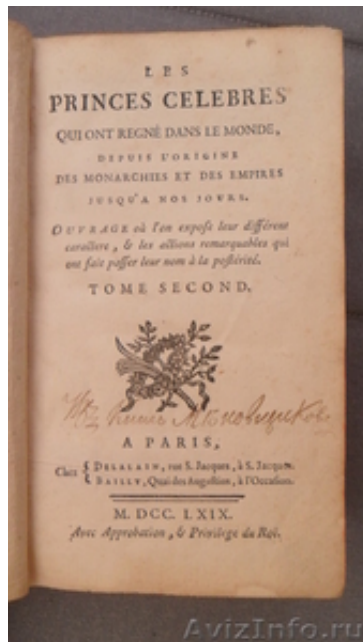 LES
PRINCES CELEBRES
QUI ONT REGNÉ DANS LE MONDE,
DEPUIS L'ORIGINE
DES MONARCHIES ET DES EMPIRES
JUSQU'A NOS JOURS.
OUVRAGE où l'on expose leur différent
caractere, & les actions remarquables qui
ont fait passer leur nom à la postérité.
TOME SECOND.
Изъ книгъ
A PARIS,
Chez { DELALAIN, rue S. Jacques, à S. Jacques.
BAILLY, Quai des Augustins, à l'Occasion.
M. DCC. LXIX.
Avec Approbation, & Privilège du Roi.
AvizInfo.ru